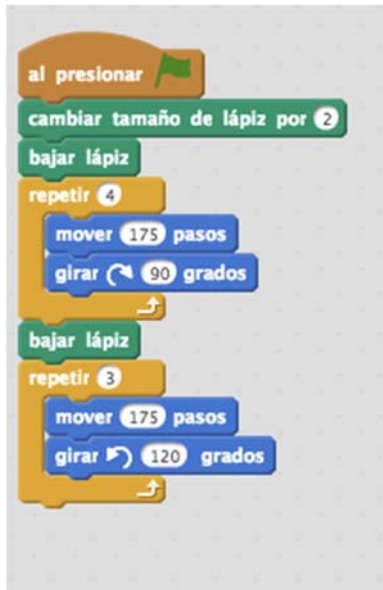 al presionar
cambiar tamaño de lápiz por 2
bajar lápiz
repetir 4
mover 175 pasos
girar 90 grados
bajar lápiz
repetir 3
mover 175 pasos
girar 120 grados